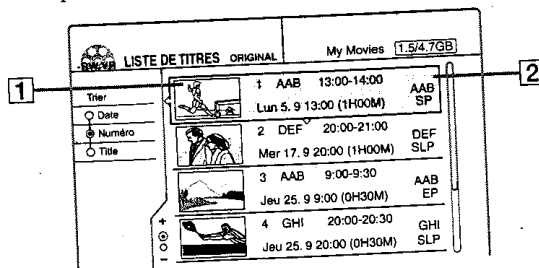 LISTE DE TITRES ORIGINAL My Movies 1.5/4.7GB
1
2
Trier
Date
Numéro
Title
1 AAB 13:00-14:00
Lun 5. 9 13:00 (1H00M)
AAB
SP
2 DEF 20:00-21:00
Mer 17. 9 20:00 (1H00M)
DEF
SLP
3 AAB 9:00-9:30
Jeu 25. 9 9:00 (0H30M)
AAB
EP
4 GHI 20:00-20:30
Jeu 25. 9 20:00 (0H30M)
GHI
SLP